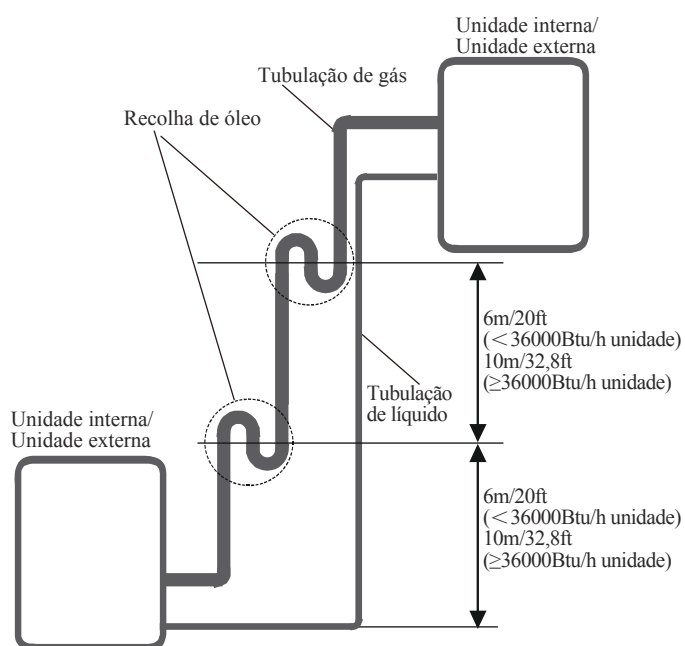 Unidade interna/
Unidade externa
Tubulação de gás
Recolha de óleo
6m/20ft
(<36000Btu/h unidade)
10m/32,8ft
(≥36000Btu/h unidade)
Tubulação
de líquido
Unidade interna/
Unidade externa
6m/20ft
(<36000Btu/h unidade)
10m/32,8ft
(≥36000Btu/h unidade)